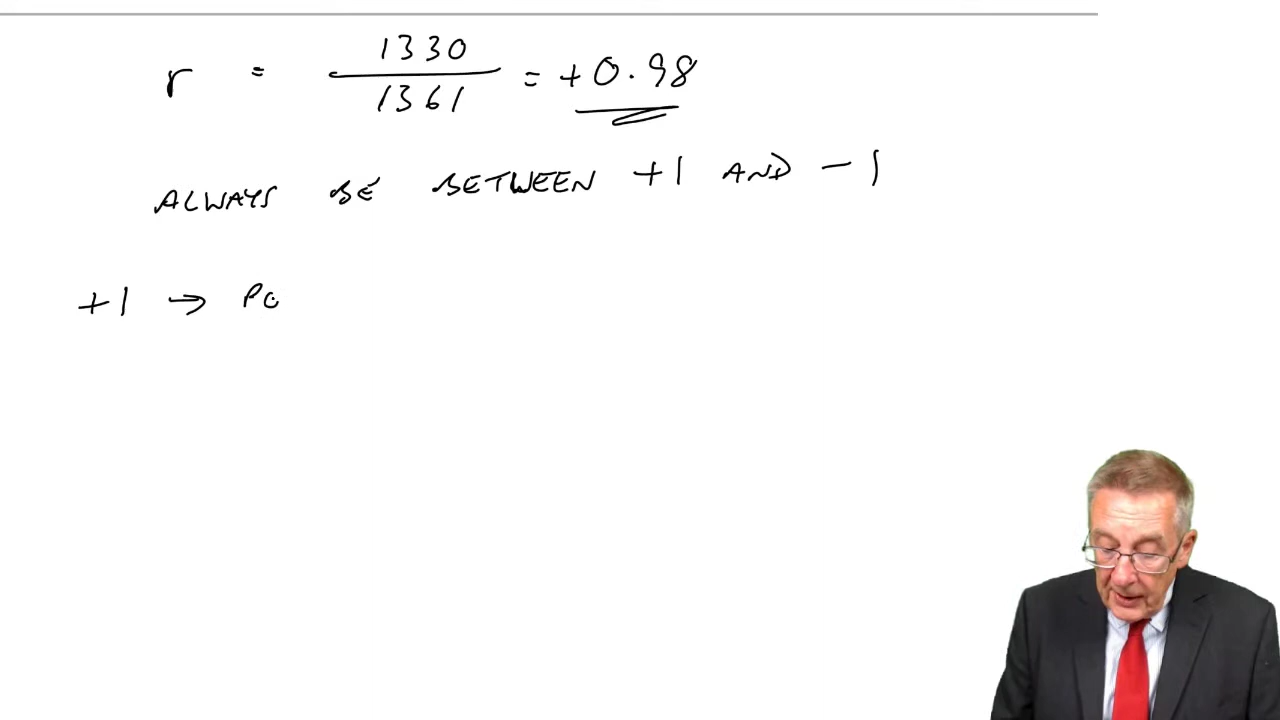 r = 1330 / 1361 = +0.98
ALWAYS BE BETWEEN +1 AND -1
+1 → PO